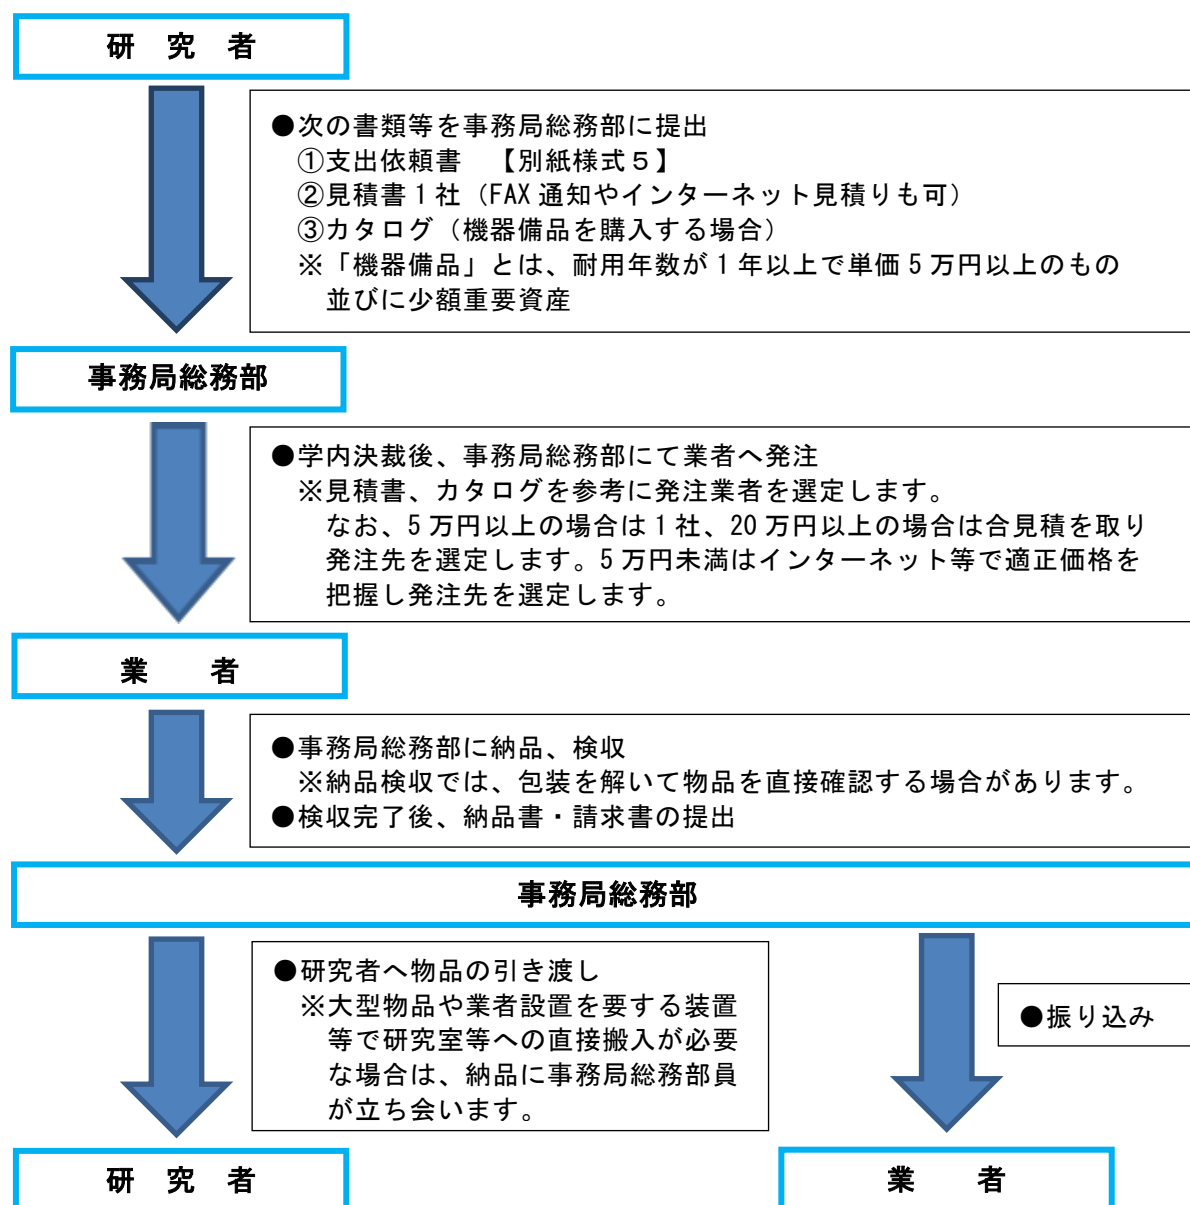 研 究 者
●次の書類等を事務局総務部に提出
①支出依頼書 【別紙様式５】
②見積書1社（FAX通知やインターネット見積りも可）
③カタログ（機器備品を購入する場合）
※「機器備品」とは、耐用年数が1年以上で単価5万円以上のもの
並びに少額重要資産
事務局総務部
●学内決裁後、事務局総務部にて業者へ発注
※見積書、カタログを参考に発注業者を選定します。
なお、5万円以上の場合は1社、20万円以上の場合は合見積を取り
発注先を選定します。5万円未満はインターネット等で適正価格を
把握し発注先を選定します。
業 者
●事務局総務部に納品、検収
※納品検収では、包装を解いて物品を直接確認する場合があります。
●検収完了後、納品書・請求書の提出
事務局総務部
●研究者へ物品の引き渡し
※大型物品や業者設置を要する装置
等で研究室等への直接搬入が必要
な場合は、納品に事務局総務部員
が立ち会います。
●振り込み
研 究 者
業 者